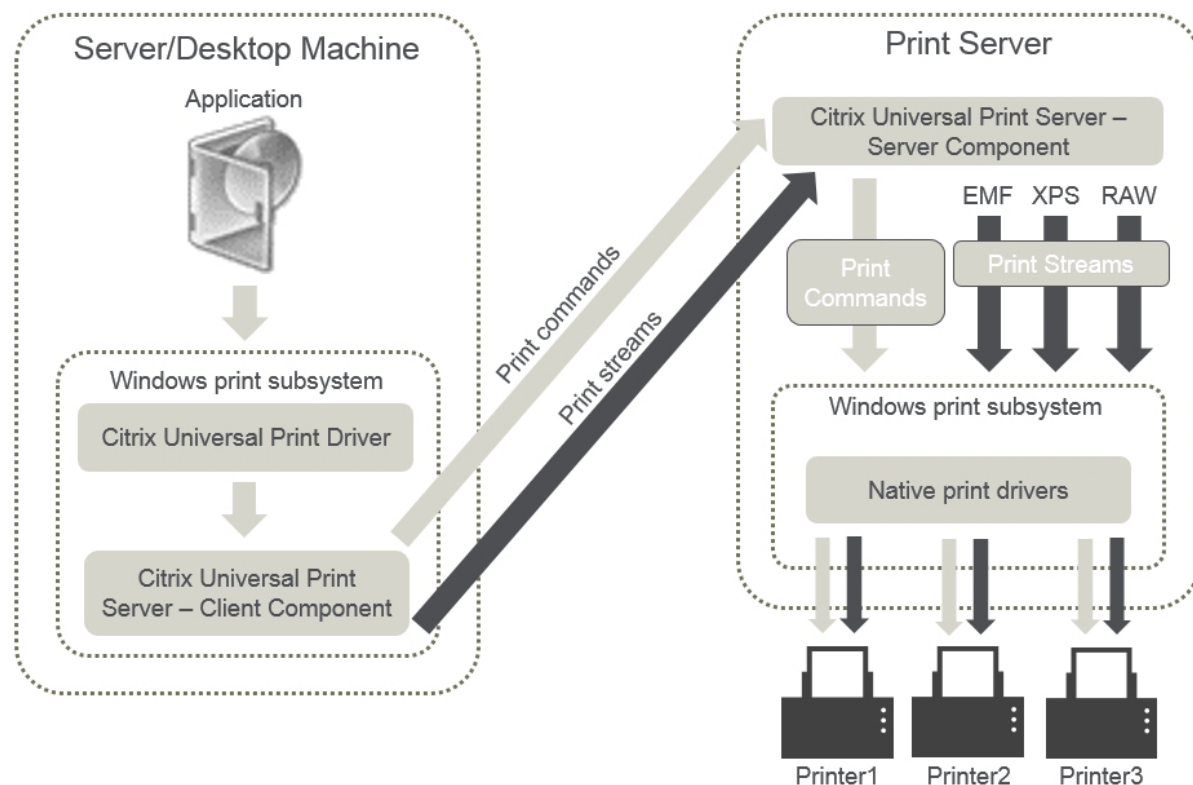 Server/Desktop Machine
Application
Windows print subsystem
Citrix Universal Print Driver
Citrix Universal Print
Server – Client Component
Print commands
Print streams
Print Server
Citrix Universal Print Server –
Server Component
EMF XPS RAW
Print
Commands
Print Streams
Windows print subsystem
Native print drivers
Printer1 Printer2 Printer3